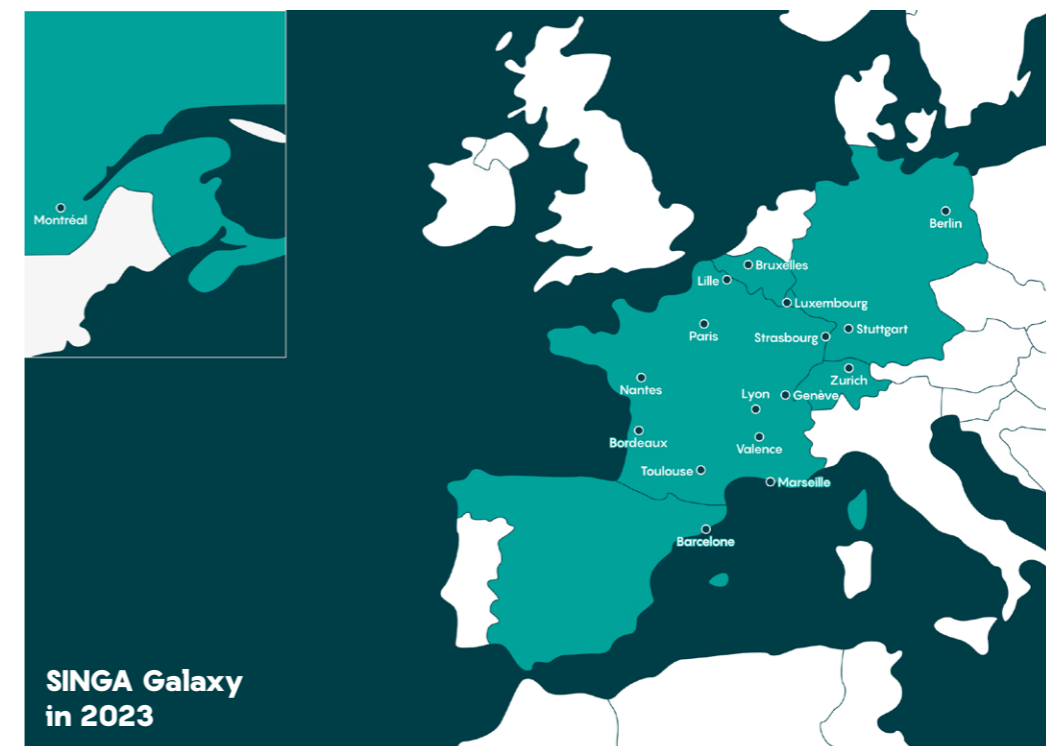 Montréal
Berlin
Bruxelles
Lille
Luxembourg
Paris
Strasbourg
Stuttgart
Zurich
Nantes
Lyon
Genève
Bordeaux
Valence
Toulouse
Marseille
Barcelone
SINGA Galaxy
in 2023